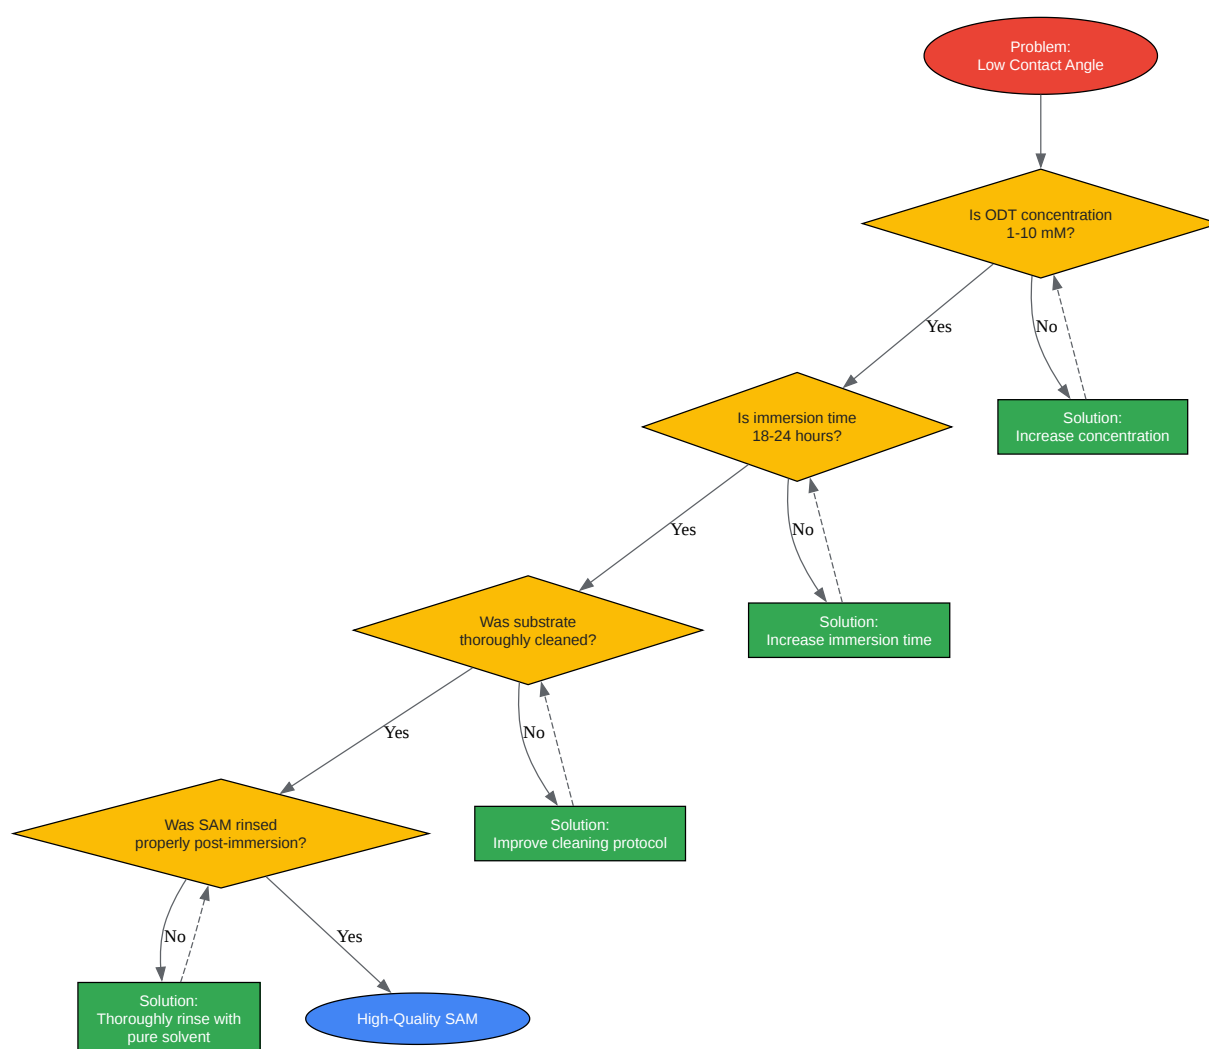 Problem:
Low Contact Angle
Is ODT concentration
1-10 mM?
Yes
No
Solution:
Increase concentration
Is immersion time
18-24 hours?
Yes
No
Solution:
Increase immersion time
Was substrate
thoroughly cleaned?
Yes
No
Solution:
Improve cleaning protocol
Was SAM rinsed
properly post-immersion?
No
Yes
Solution:
Thoroughly rinse with
pure solvent
High-Quality SAM